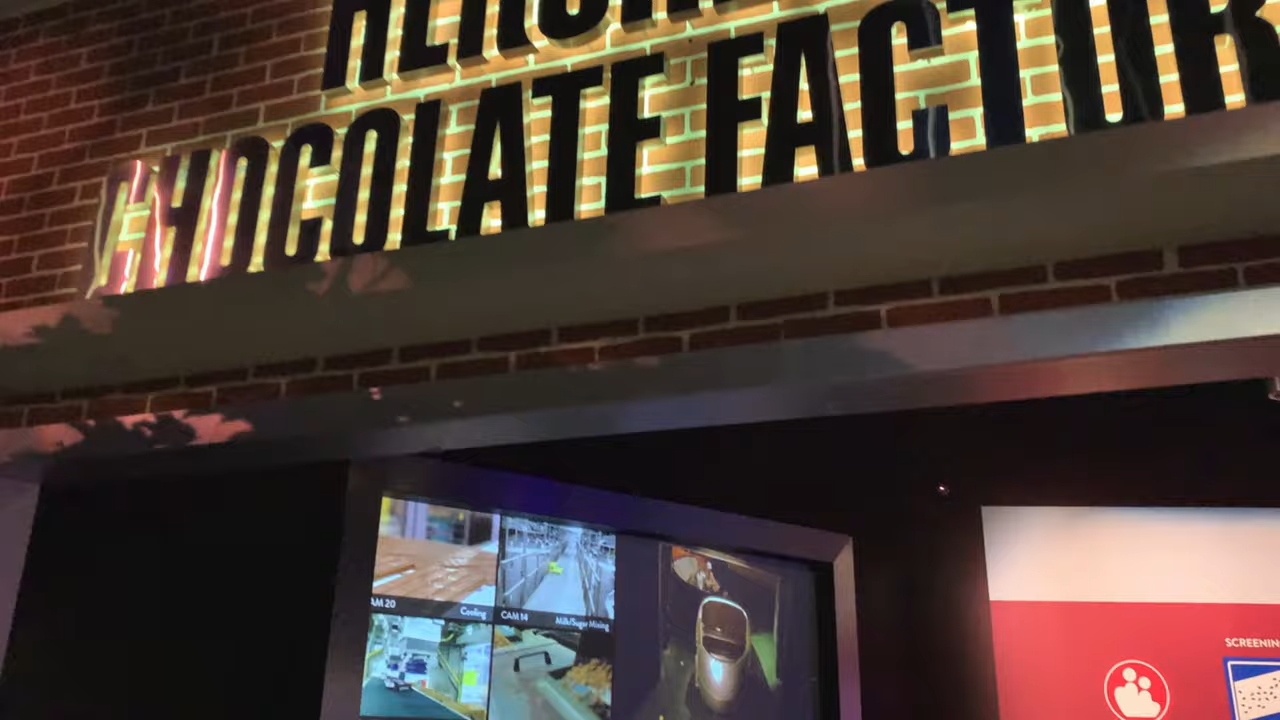 CHOCOLATE FACTOR
CAM 20 Cooling
CAM 14 Milk/Sugar Mixing
SCREENIN